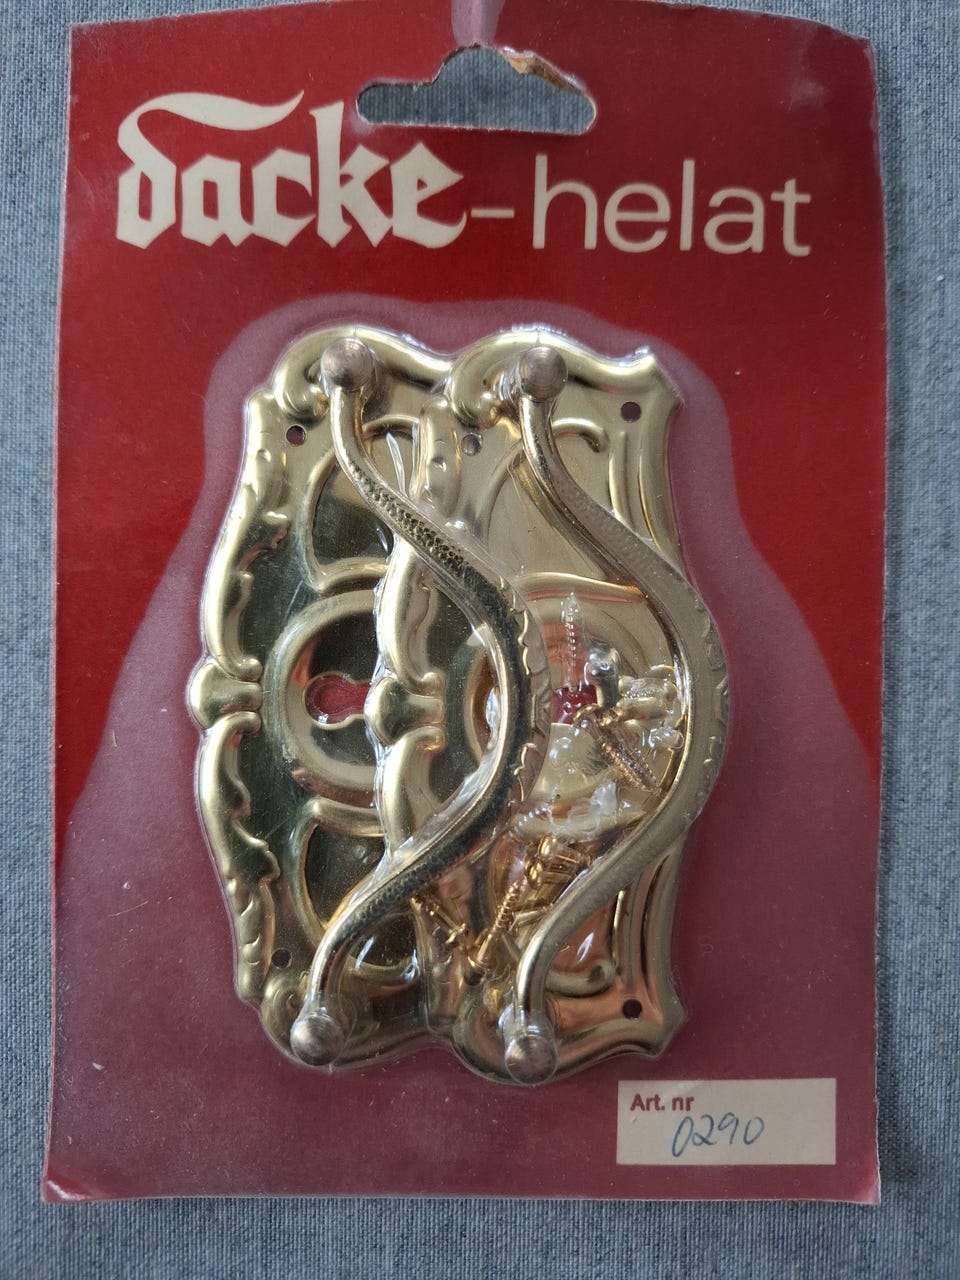 dacke-helat
Art. nr
0290